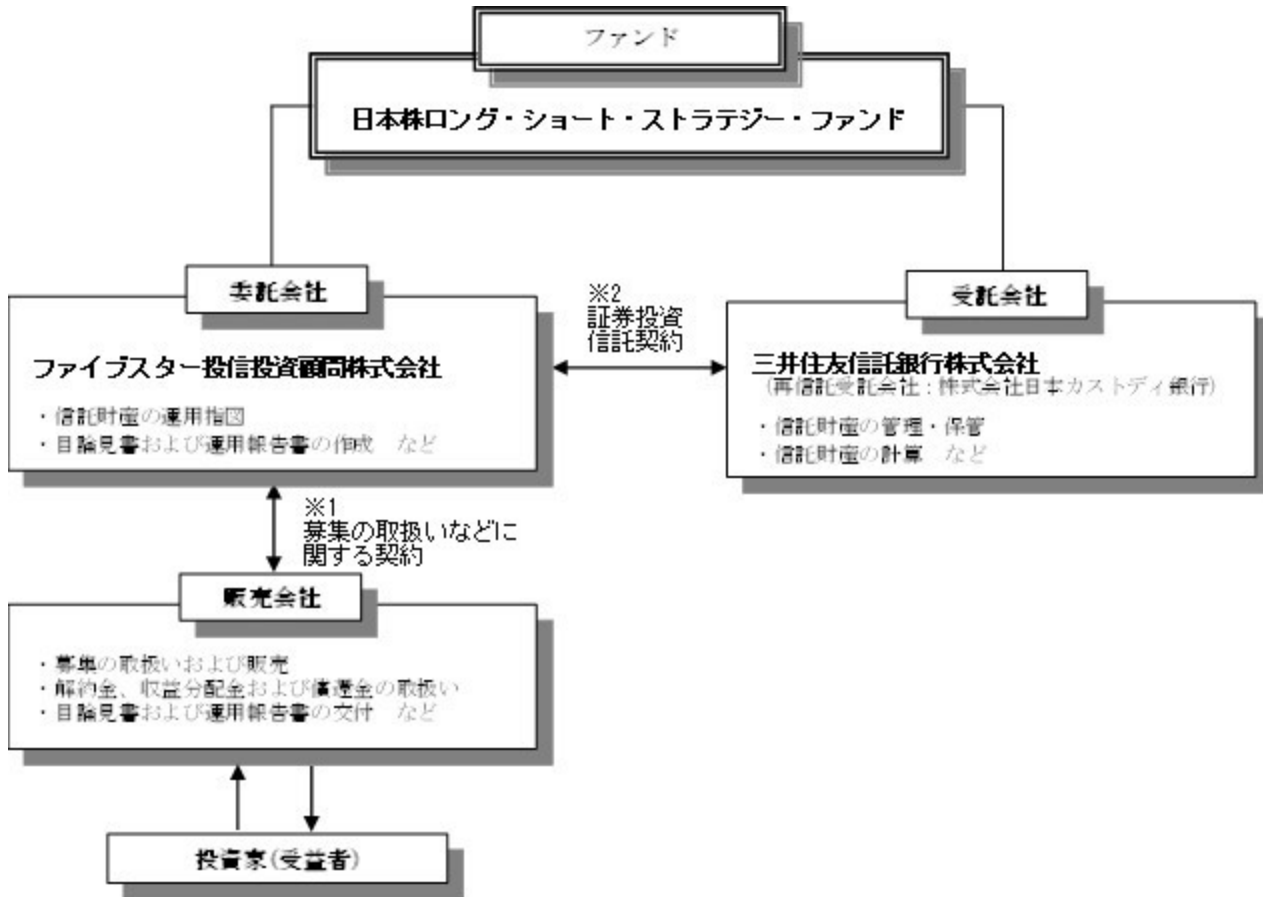 ファンド
日本株ロング・ショート・ストラテジー・ファンド
委託会社
ファイブスター投信投資顧問株式会社
・信託財産の運用指図
・目論見書および運用報告書の作成　など
※2
証券投資
信託契約
受託会社
三井住友信託銀行株式会社
(再信託受託会社:株式会社日本カストディ銀行)
・信託財産の管理・保管
・信託財産の計算　など
※1
募集の取扱いなどに
関する契約
販売会社
・募集の取扱いおよび販売
・解約金、収益分配金および償還金の取扱い
・目論見書および運用報告書の交付　など
投資家(受益者)